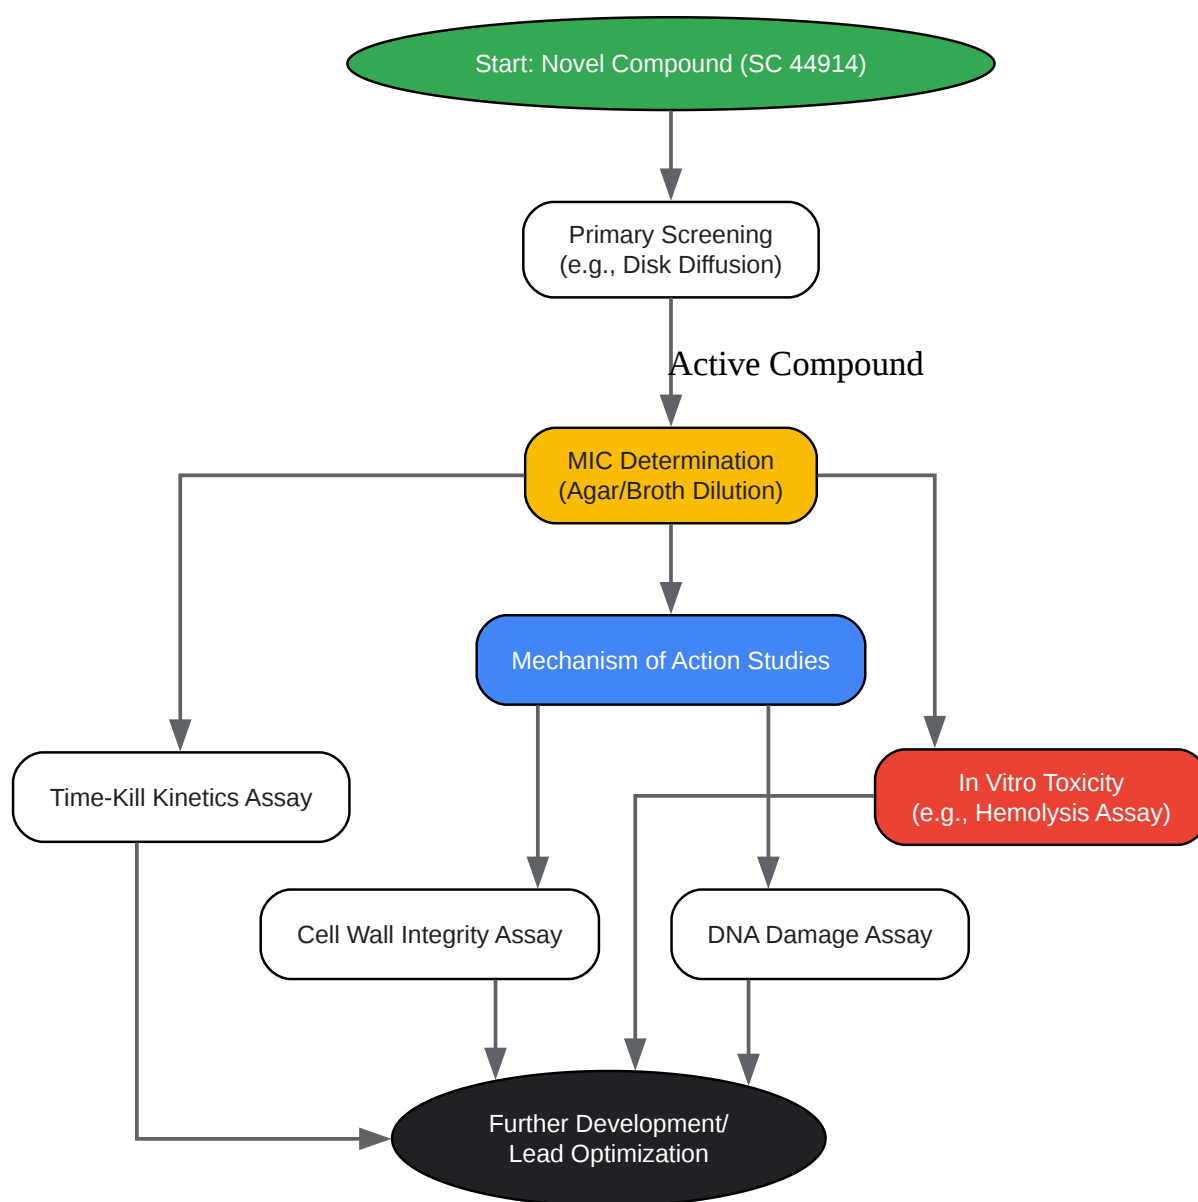 Start: Novel Compound (SC 44914)
Primary Screening
(e.g., Disk Diffusion)
Active Compound
MIC Determination
(Agar/Broth Dilution)
Mechanism of Action Studies
Time-Kill Kinetics Assay
In Vitro Toxicity
(e.g., Hemolysis Assay)
Cell Wall Integrity Assay
DNA Damage Assay
Further Development/
Lead Optimization